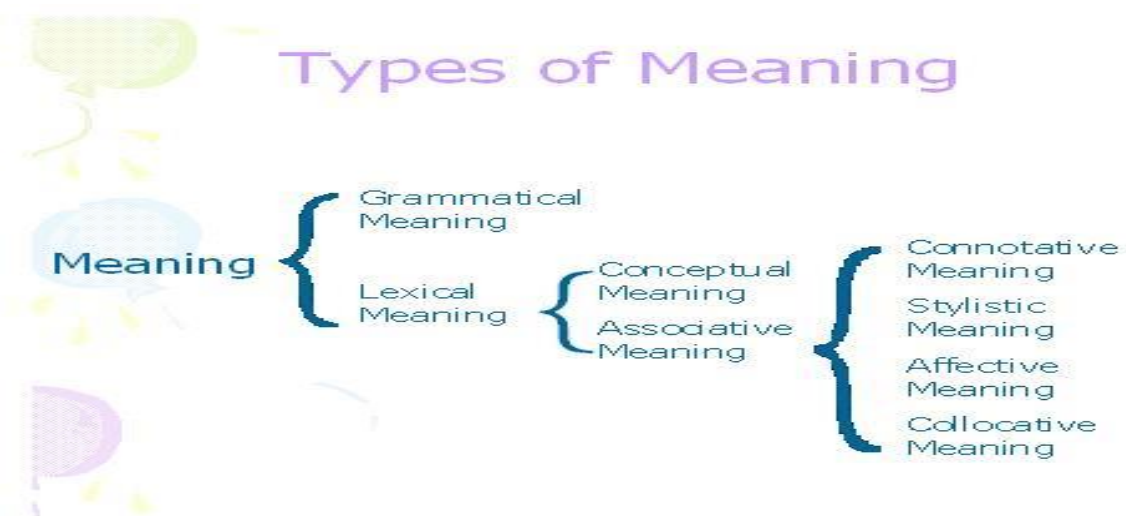 Types of Meaning
Meaning
Grammatical
Meaning
Lexical
Meaning
Conceptual
Meaning
Associative
Meaning
Connotative
Meaning
Stylistic
Meaning
Affective
Meaning
Collocative
Meaning